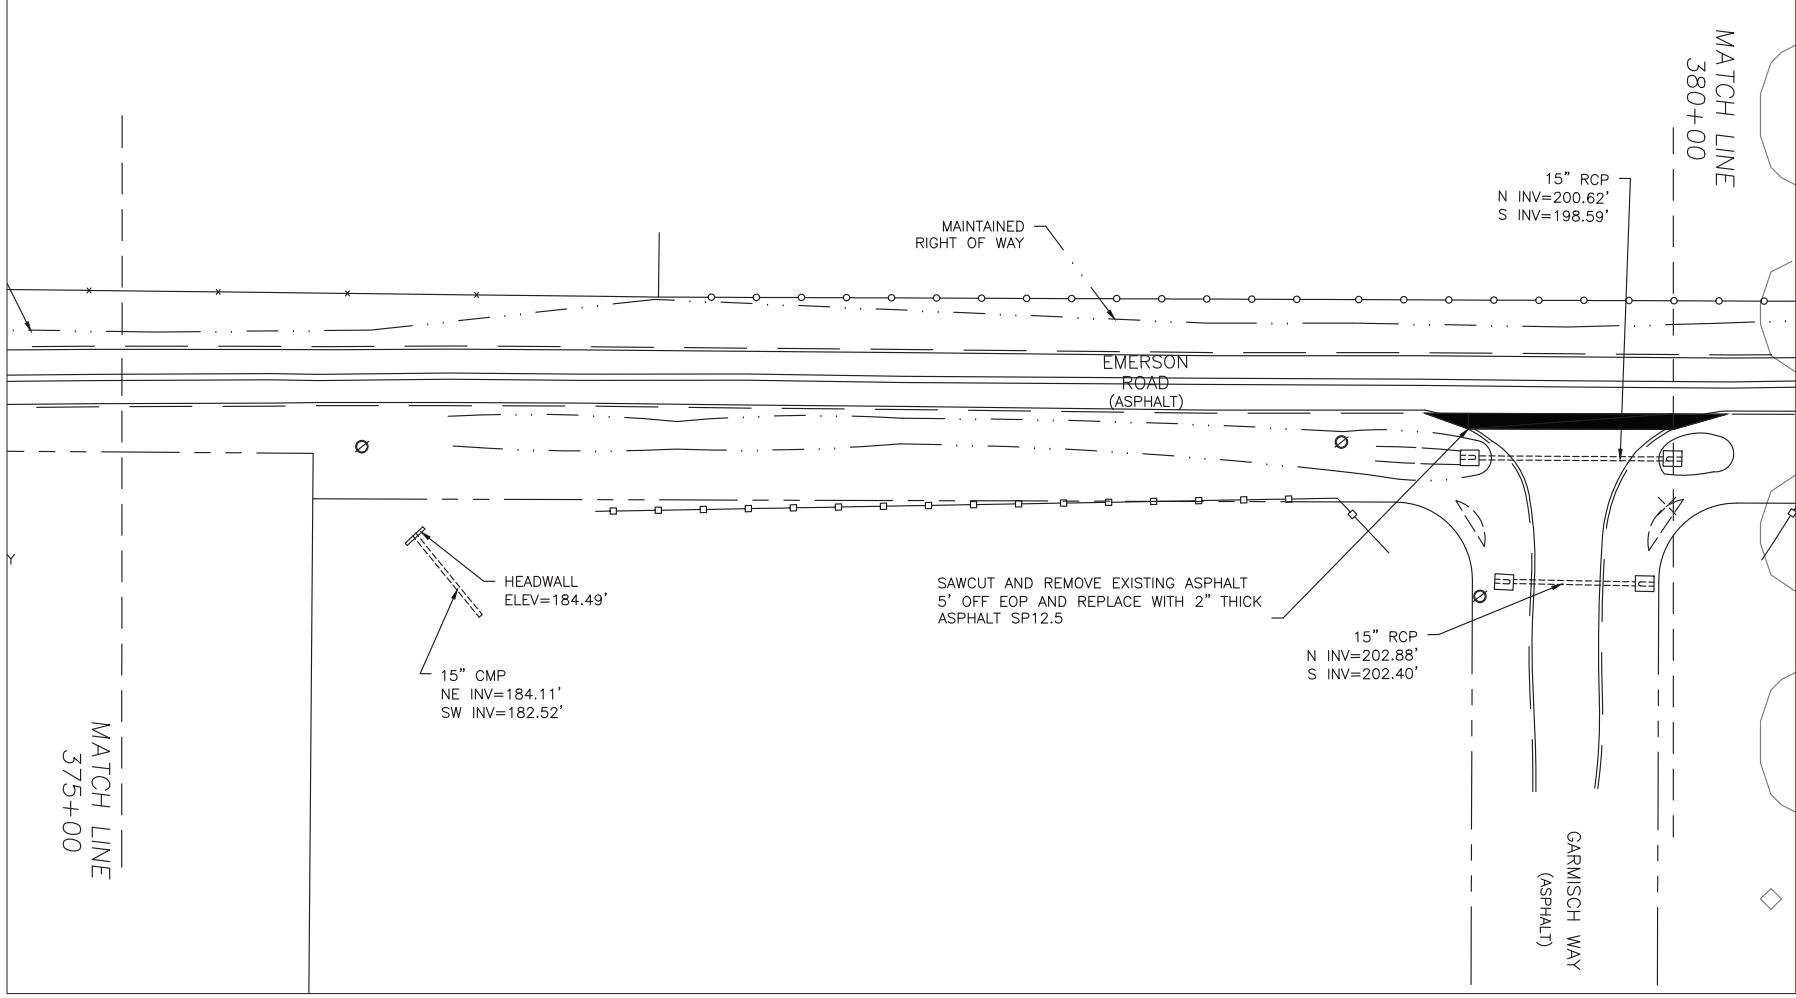 MATCH LINE
380+00
15" RCP
N INV=200.62'
S INV=198.59'
MAINTAINED
RIGHT OF WAY
EMERSON
ROAD
(ASPHALT)
Y
HEADWALL
ELEV=184.49'
SAWCUT AND REMOVE EXISTING ASPHALT
5' OFF EOP AND REPLACE WITH 2" THICK
ASPHALT SP12.5
15" RCP
N INV=202.88'
S INV=202.40'
15" CMP
NE INV=184.11'
SW INV=182.52'
MATCH LINE
375+00
GARMISCH WAY
(ASPHALT)